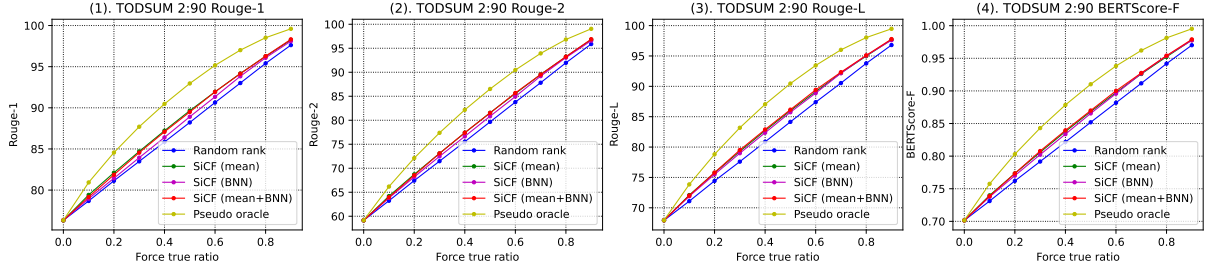 (1). TODSUM 2:90 Rouge-1
Rouge-1
100
95
90
85
80
0.0 0.2 0.4 0.6 0.8
Force true ratio
Random rank
SiCF (mean)
SiCF (BNN)
SiCF (mean+BNN)
Pseudo oracle
(2). TODSUM 2:90 Rouge-2
Rouge-2
100
95
90
85
80
75
70
65
60
0.0 0.2 0.4 0.6 0.8
Force true ratio
Random rank
SiCF (mean)
SiCF (BNN)
SiCF (mean+BNN)
Pseudo oracle
(3). TODSUM 2:90 Rouge-L
Rouge-L
100
95
90
85
80
75
70
0.0 0.2 0.4 0.6 0.8
Force true ratio
Random rank
SiCF (mean)
SiCF (BNN)
SiCF (mean+BNN)
Pseudo oracle
(4). TODSUM 2:90 BERTScore-F
BERTScore-F
1.00
0.95
0.90
0.85
0.80
0.75
0.70
0.0 0.2 0.4 0.6 0.8
Force true ratio
Random rank
SiCF (mean)
SiCF (BNN)
SiCF (mean+BNN)
Pseudo oracle